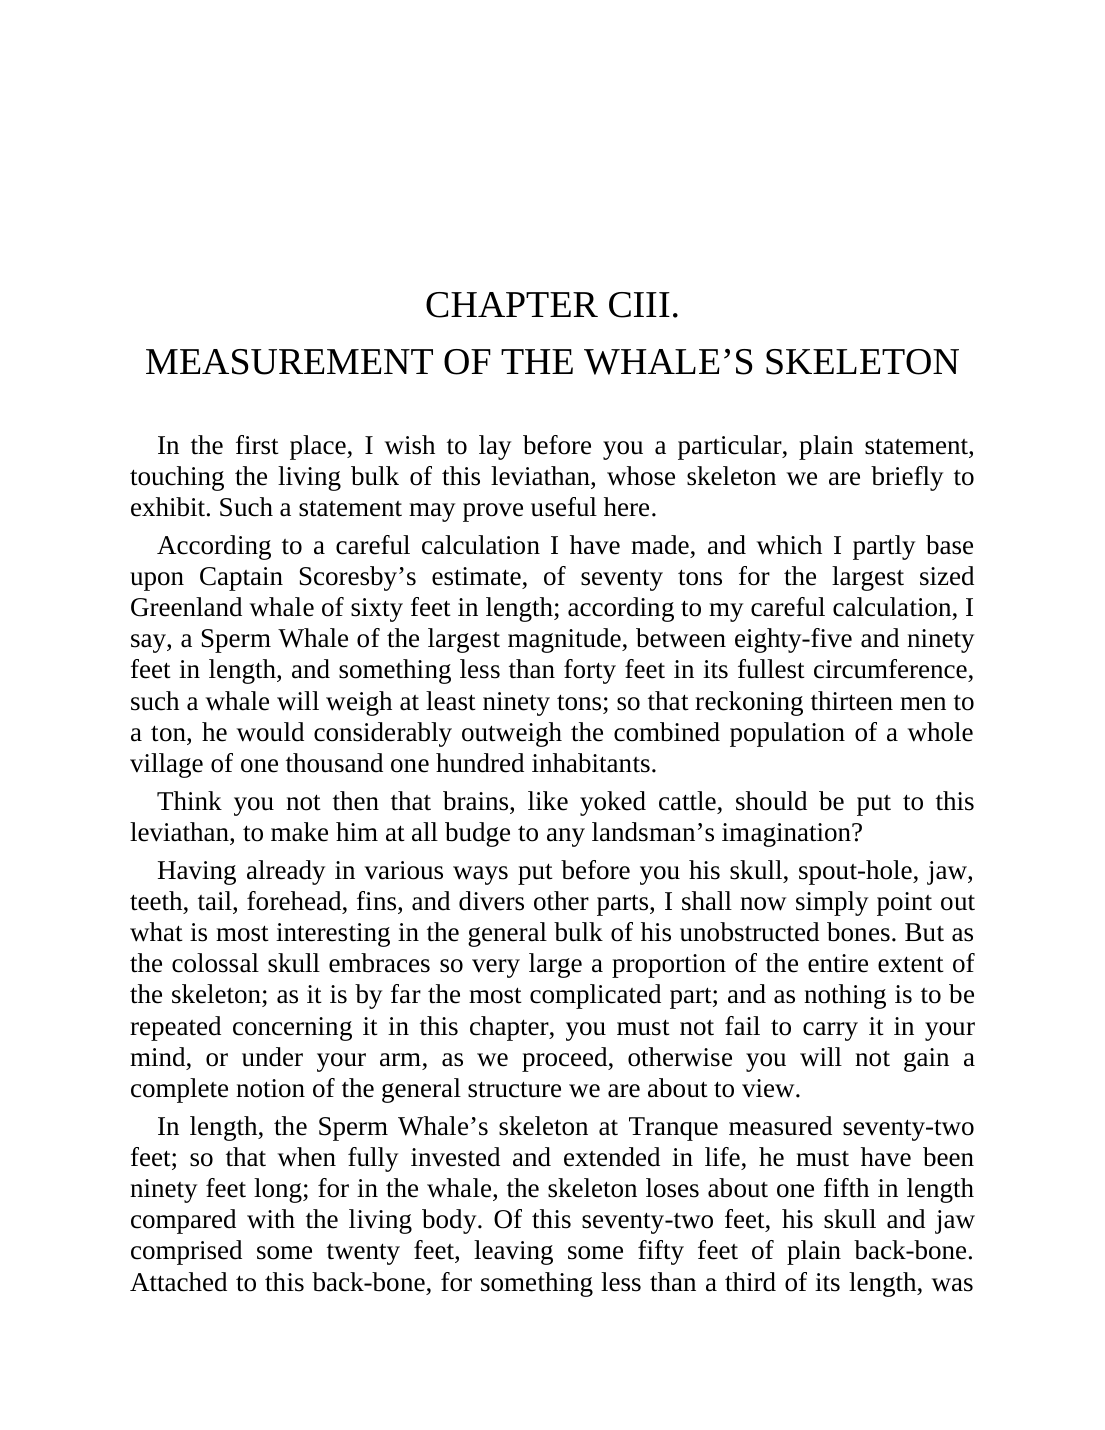 CHAPTER CIII.
MEASUREMENT OF THE WHALE’S SKELETON
In the first place, I wish to lay before you a particular, plain statement,
touching the living bulk of this leviathan, whose skeleton we are briefly to
exhibit. Such a statement may prove useful here.
According to a careful calculation I have made, and which I partly base
upon Captain Scoresby’s estimate, of seventy tons for the largest sized
Greenland whale of sixty feet in length; according to my careful calculation, I
say, a Sperm Whale of the largest magnitude, between eighty-five and ninety
feet in length, and something less than forty feet in its fullest circumference,
such a whale will weigh at least ninety tons; so that reckoning thirteen men to
a ton, he would considerably outweigh the combined population of a whole
village of one thousand one hundred inhabitants.
Think you not then that brains, like yoked cattle, should be put to this
leviathan, to make him at all budge to any landsman’s imagination?
Having already in various ways put before you his skull, spout-hole, jaw,
teeth, tail, forehead, fins, and divers other parts, I shall now simply point out
what is most interesting in the general bulk of his unobstructed bones. But as
the colossal skull embraces so very large a proportion of the entire extent of
the skeleton; as it is by far the most complicated part; and as nothing is to be
repeated concerning it in this chapter, you must not fail to carry it in your
mind, or under your arm, as we proceed, otherwise you will not gain a
complete notion of the general structure we are about to view.
In length, the Sperm Whale’s skeleton at Tranque measured seventy-two
feet; so that when fully invested and extended in life, he must have been
ninety feet long; for in the whale, the skeleton loses about one fifth in length
compared with the living body. Of this seventy-two feet, his skull and jaw
comprised some twenty feet, leaving some fifty feet of plain back-bone.
Attached to this back-bone, for something less than a third of its length, was